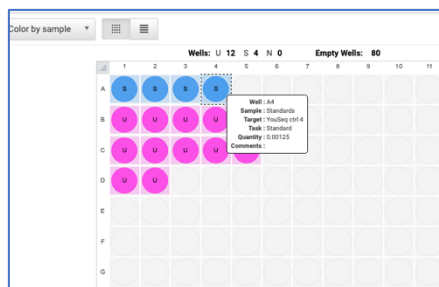 Color by sample
Wells: U 12 S 4 N 0 Empty Wells: 80
1 2 3 4 5 6 7 8 9 10 11
A S S S S
Well : A4
Sample : Standards
Target : YouSeq ctrl 4
Task : Standard
Quantity : 0.00125
Comments :
B U U U U
C U U U U
D U U
E
F
G